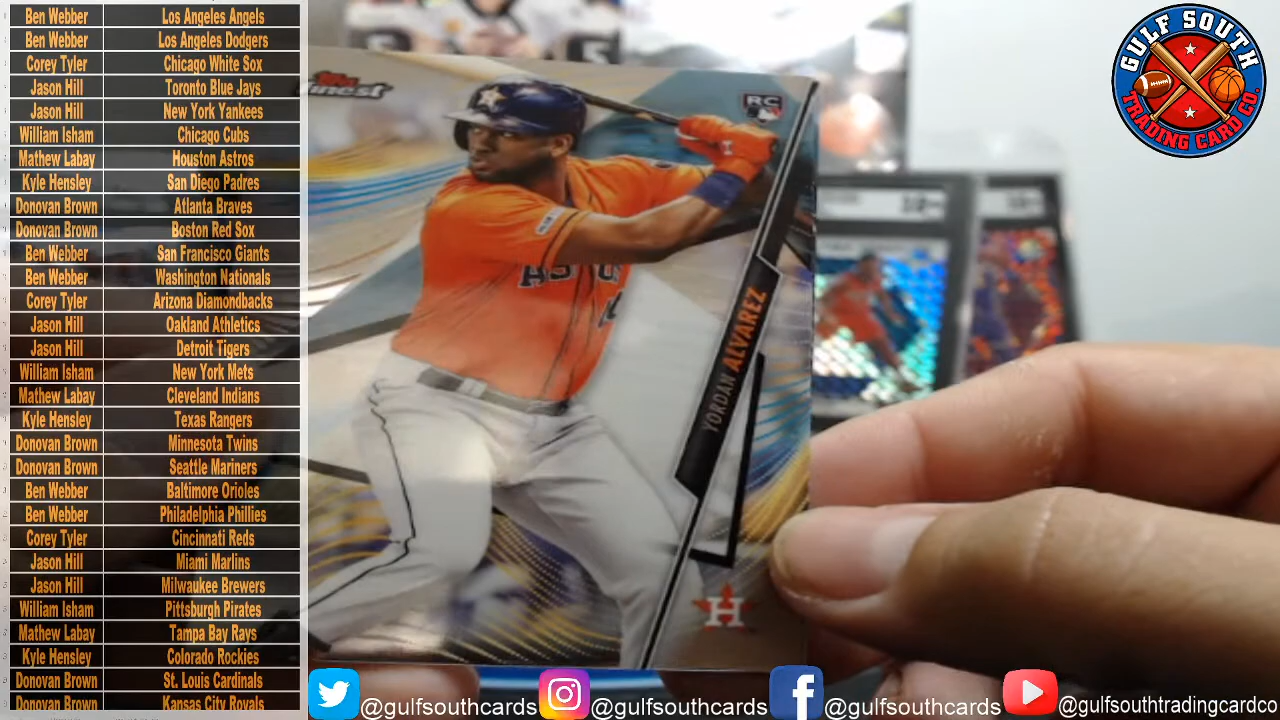 Ben Webber Los Angeles Angels
Ben Webber Los Angeles Dodgers
Corey Tyler Chicago White Sox
Jason Hill Toronto Blue Jays
Jason Hill New York Yankees
William Isham Chicago Cubs
Mathew Labay Houston Astros
Kyle Hensley San Diego Padres
Donovan Brown Atlanta Braves
Donovan Brown Boston Red Sox
Ben Webber San Francisco Giants
Ben Webber Washington Nationals
Corey Tyler Arizona Diamondbacks
Jason Hill Oakland Athletics
Jason Hill Detroit Tigers
William Isham New York Mets
Mathew Labay Cleveland Indians
Kyle Hensley Texas Rangers
Donovan Brown Minnesota Twins
Donovan Brown Seattle Mariners
Ben Webber Baltimore Orioles
Ben Webber Philadelphia Phillies
Corey Tyler Cincinnati Reds
Jason Hill Miami Marlins
Jason Hill Milwaukee Brewers
William Isham Pittsburgh Pirates
Mathew Labay Tampa Bay Rays
Kyle Hensley Colorado Rockies
Donovan Brown St. Louis Cardinals
Donovan Brown Kansas City Royals
Topps
finest
RC
YORDAN ALVAREZ
H
GULF SOUTH
TRADING CARD CO.
@gulfsouthcards
@gulfsouthcards
@gulfsouthcards
@gulfsouthtradingcardco